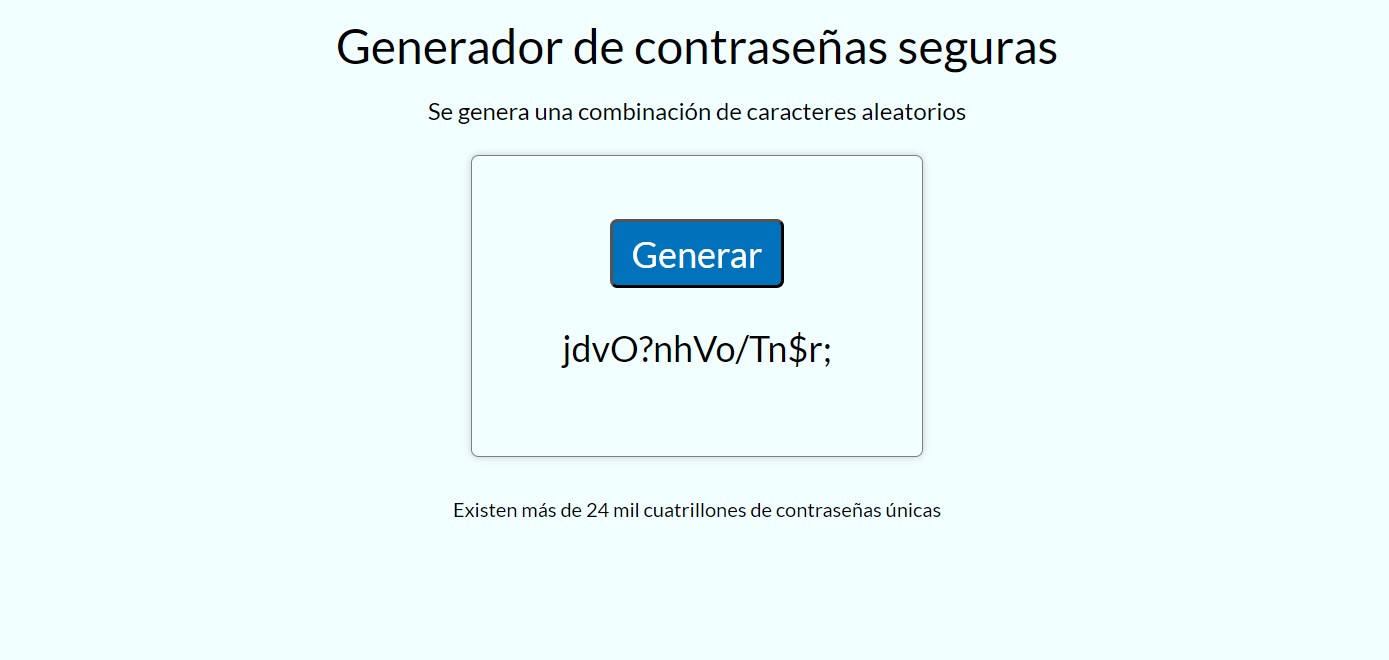 Generador de contraseñas seguras
Se genera una combinación de caracteres aleatorios
Generar
jdvO?nhVo/Tn$r;
Existen más de 24 mil cuatrillones de contraseñas únicas